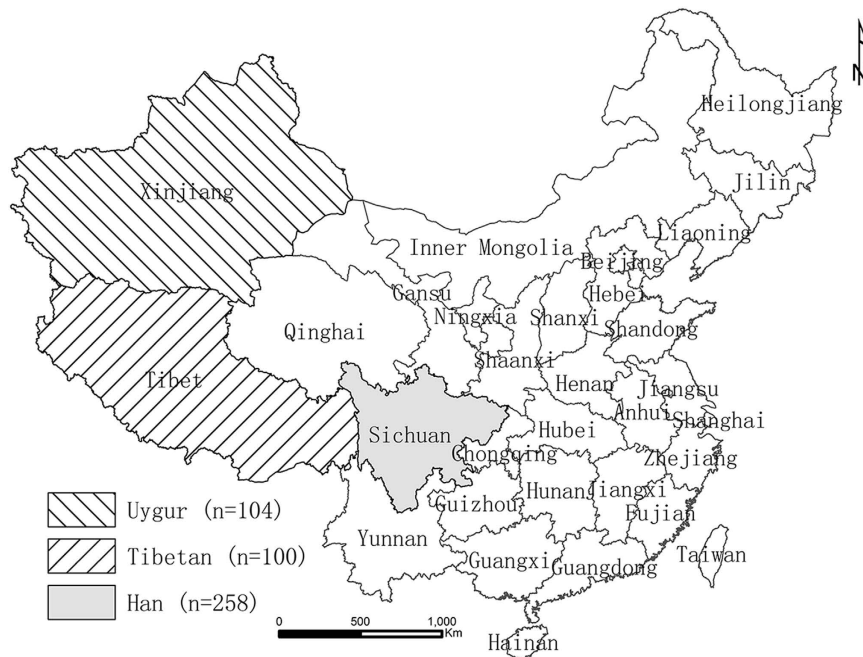 Heilongjiang
Jilin
Xinjiang
Liaoning
Inner Mongolia
Beijing
Gansu
Hebei
Ningxia
Shanxi
Qinghai
Shandong
Shaanxi
Tibet
Henan
Jiangsu
Anhui
Shanghai
Sichuan
Hubei
Chongqing
Zhejiang
Hunan
Jiangxi
Guizhou
Fujian
Uygur (n=104)
Yunnan
Tibetan (n=100)
Guangxi
Guangdong
Taiwan
Han (n=258)
0 500 1,000
Km
Hainan